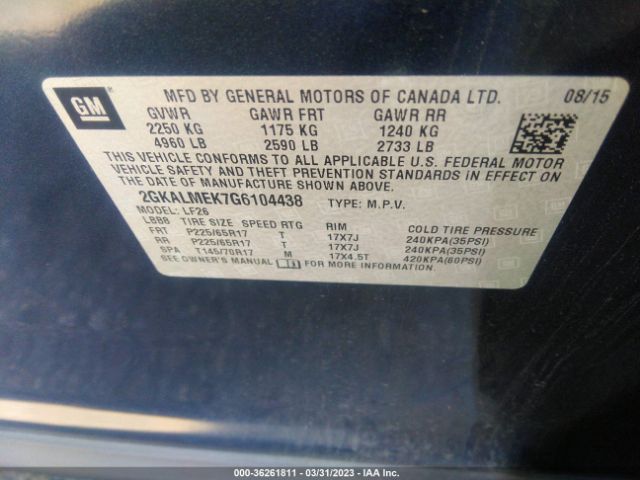 GM
MFD BY GENERAL MOTORS OF CANADA LTD. 08/15
GVWR GAWR FRT GAWR RR
2250 KG 1175 KG 1240 KG
4960 LB 2590 LB 2733 LB
THIS VEHICLE CONFORMS TO ALL APPLICABLE U.S. FEDERAL MOTOR
VEHICLE SAFETY AND THEFT PREVENTION STANDARDS IN EFFECT ON
THE DATE OF MANUFACTURE SHOWN ABOVE.
2GKALMEK7G6104438 TYPE: M.P.V.
MODEL: LF26
LBBB TIRE SIZE SPEED RTG RIM COLD TIRE PRESSURE
FRT P225/65R17 T 17X7J 240KPA(35PSI)
RR P225/65R17 T 17X7J 240KPA(35PSI)
SPA T145/70R17 M 17X4.5T 420KPA(60PSI)
SEE OWNER'S MANUAL FOR MORE INFORMATION
000-36261811 — 03/31/2023 — IAA Inc.